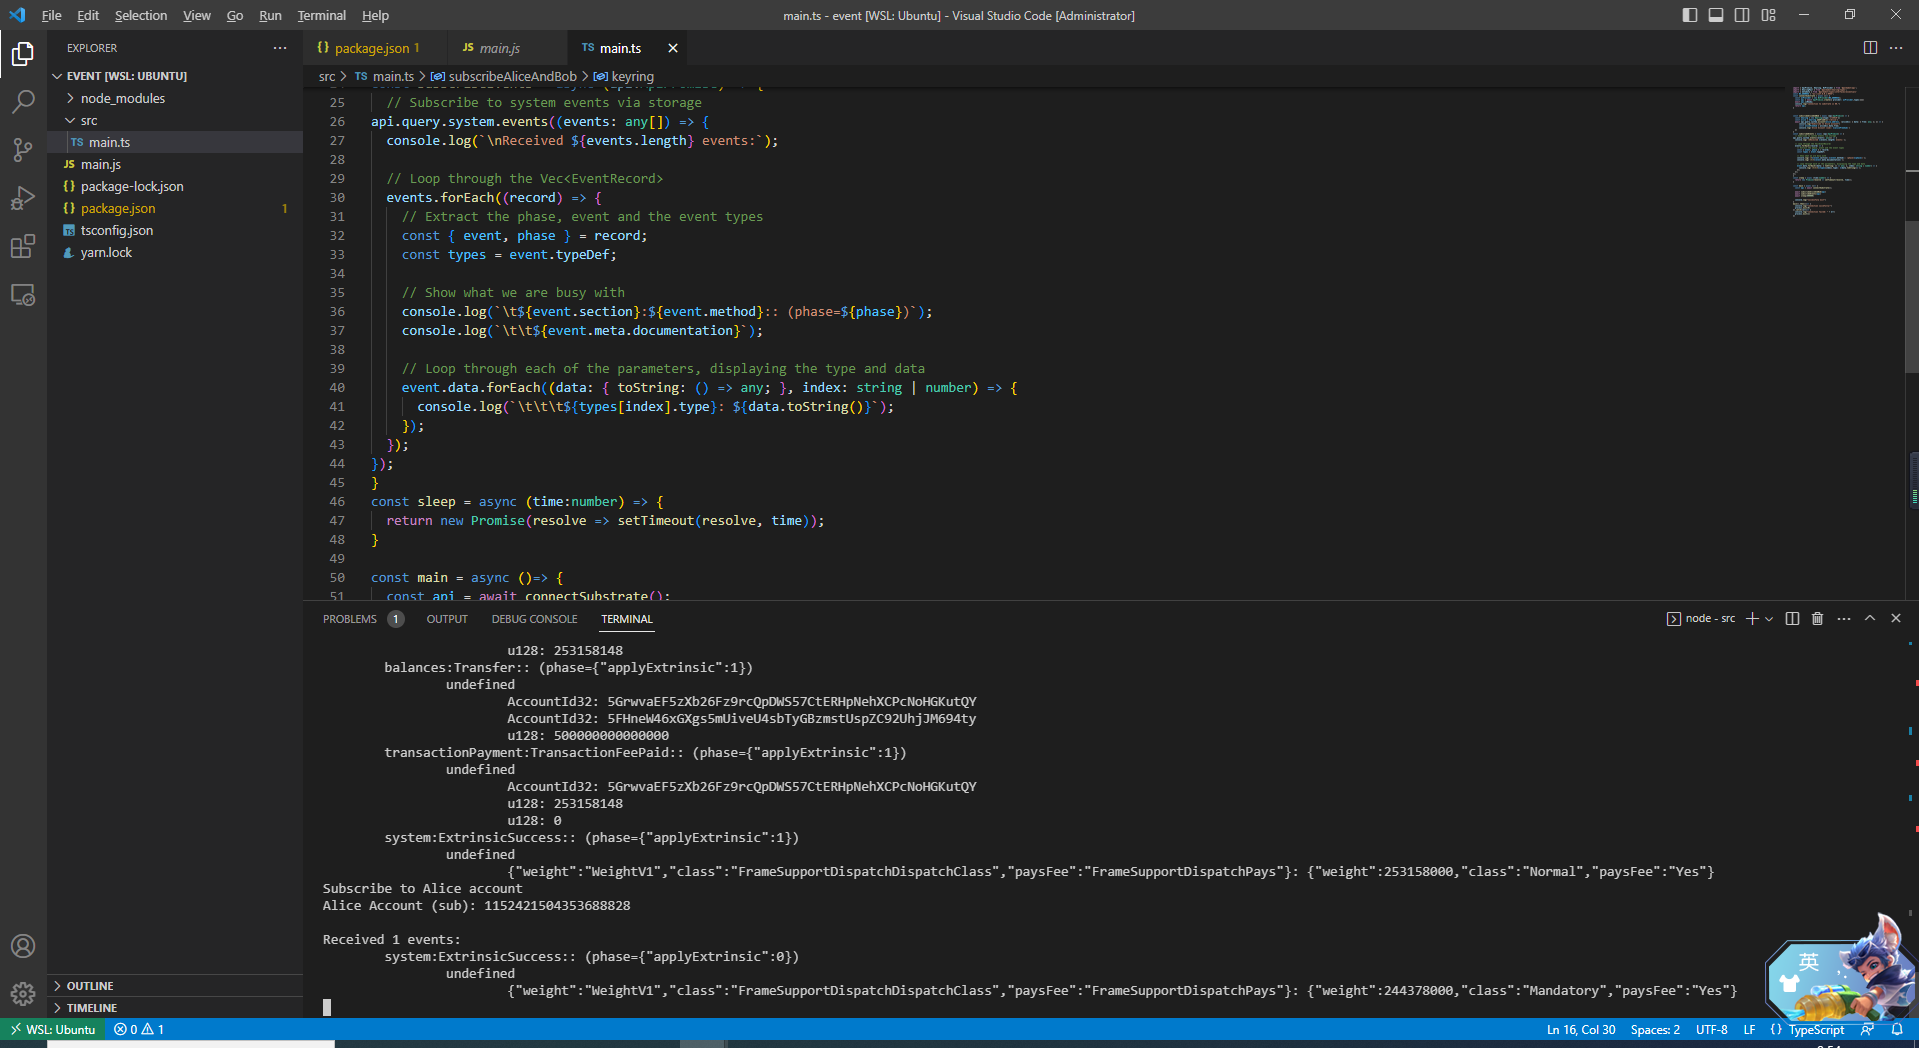 File Edit Selection View Go Run Terminal Help
main.ts - event [WSL: Ubuntu] - Visual Studio Code [Administrator]
EXPLORER
EVENT [WSL: UBUNTU]
node_modules
src
TS main.ts
JS main.js
{} package-lock.json
{} package.json 1
TS tsconfig.json
yarn.lock
OUTLINE
TIMELINE
{} package.json 1
JS main.js
TS main.ts
src > TS main.ts > subscribeAliceAndBob > keyring
25 // Subscribe to system events via storage
26 api.query.system.events((events: any[]) => {
27 console.log(`\nReceived ${events.length} events:`);
28
29 // Loop through the Vec<EventRecord>
30 events.forEach((record) => {
31 // Extract the phase, event and the event types
32 const { event, phase } = record;
33 const types = event.typeDef;
34
35 // Show what we are busy with
36 console.log(`\t${event.section}:${event.method}:: (phase=${phase})`);
37 console.log(`\t\t${event.meta.documentation}`);
38
39 // Loop through each of the parameters, displaying the type and data
40 event.data.forEach((data: { toString: () => any; }, index: string | number) => {
41 console.log(`\t\t\t${types[index].type}: ${data.toString()}`);
42 });
43 });
44 });
45 }
46 const sleep = async (time:number) => {
47 return new Promise(resolve => setTimeout(resolve, time));
48 }
49
50 const main = async ()=> {
51 const api = await connectSubstrate();
PROBLEMS 1 OUTPUT DEBUG CONSOLE TERMINAL
node - src
u128: 253158148
balances:Transfer:: (phase={"applyExtrinsic":1})
undefined
AccountId32: 5GrwvaEF5zXb26Fz9rcQpDWS57CtERHpNehXCPcNoHGKutQY
AccountId32: 5FHneW46xGXgs5mUiveU4sbTyGBzmstUspZC92UhjJM694ty
u128: 500000000000000
transactionPayment:TransactionFeePaid:: (phase={"applyExtrinsic":1})
undefined
AccountId32: 5GrwvaEF5zXb26Fz9rcQpDWS57CtERHpNehXCPcNoHGKutQY
u128: 253158148
u128: 0
system:ExtrinsicSuccess:: (phase={"applyExtrinsic":1})
undefined
{"weight":"WeightV1","class":"FrameSupportDispatchDispatchClass","paysFee":"FrameSupportDispatchPays"}: {"weight":253158000,"class":"Normal","paysFee":"Yes"}
Subscribe to Alice account
Alice Account (sub): 1152421504353688828
Received 1 events:
system:ExtrinsicSuccess:: (phase={"applyExtrinsic":0})
undefined
{"weight":"WeightV1","class":"FrameSupportDispatchDispatchClass","paysFee":"FrameSupportDispatchPays"}: {"weight":244378000,"class":"Mandatory","paysFee":"Yes"}
英
WSL: Ubuntu 0 1
Ln 16, Col 30 Spaces: 2 UTF-8 LF {} TypeScript